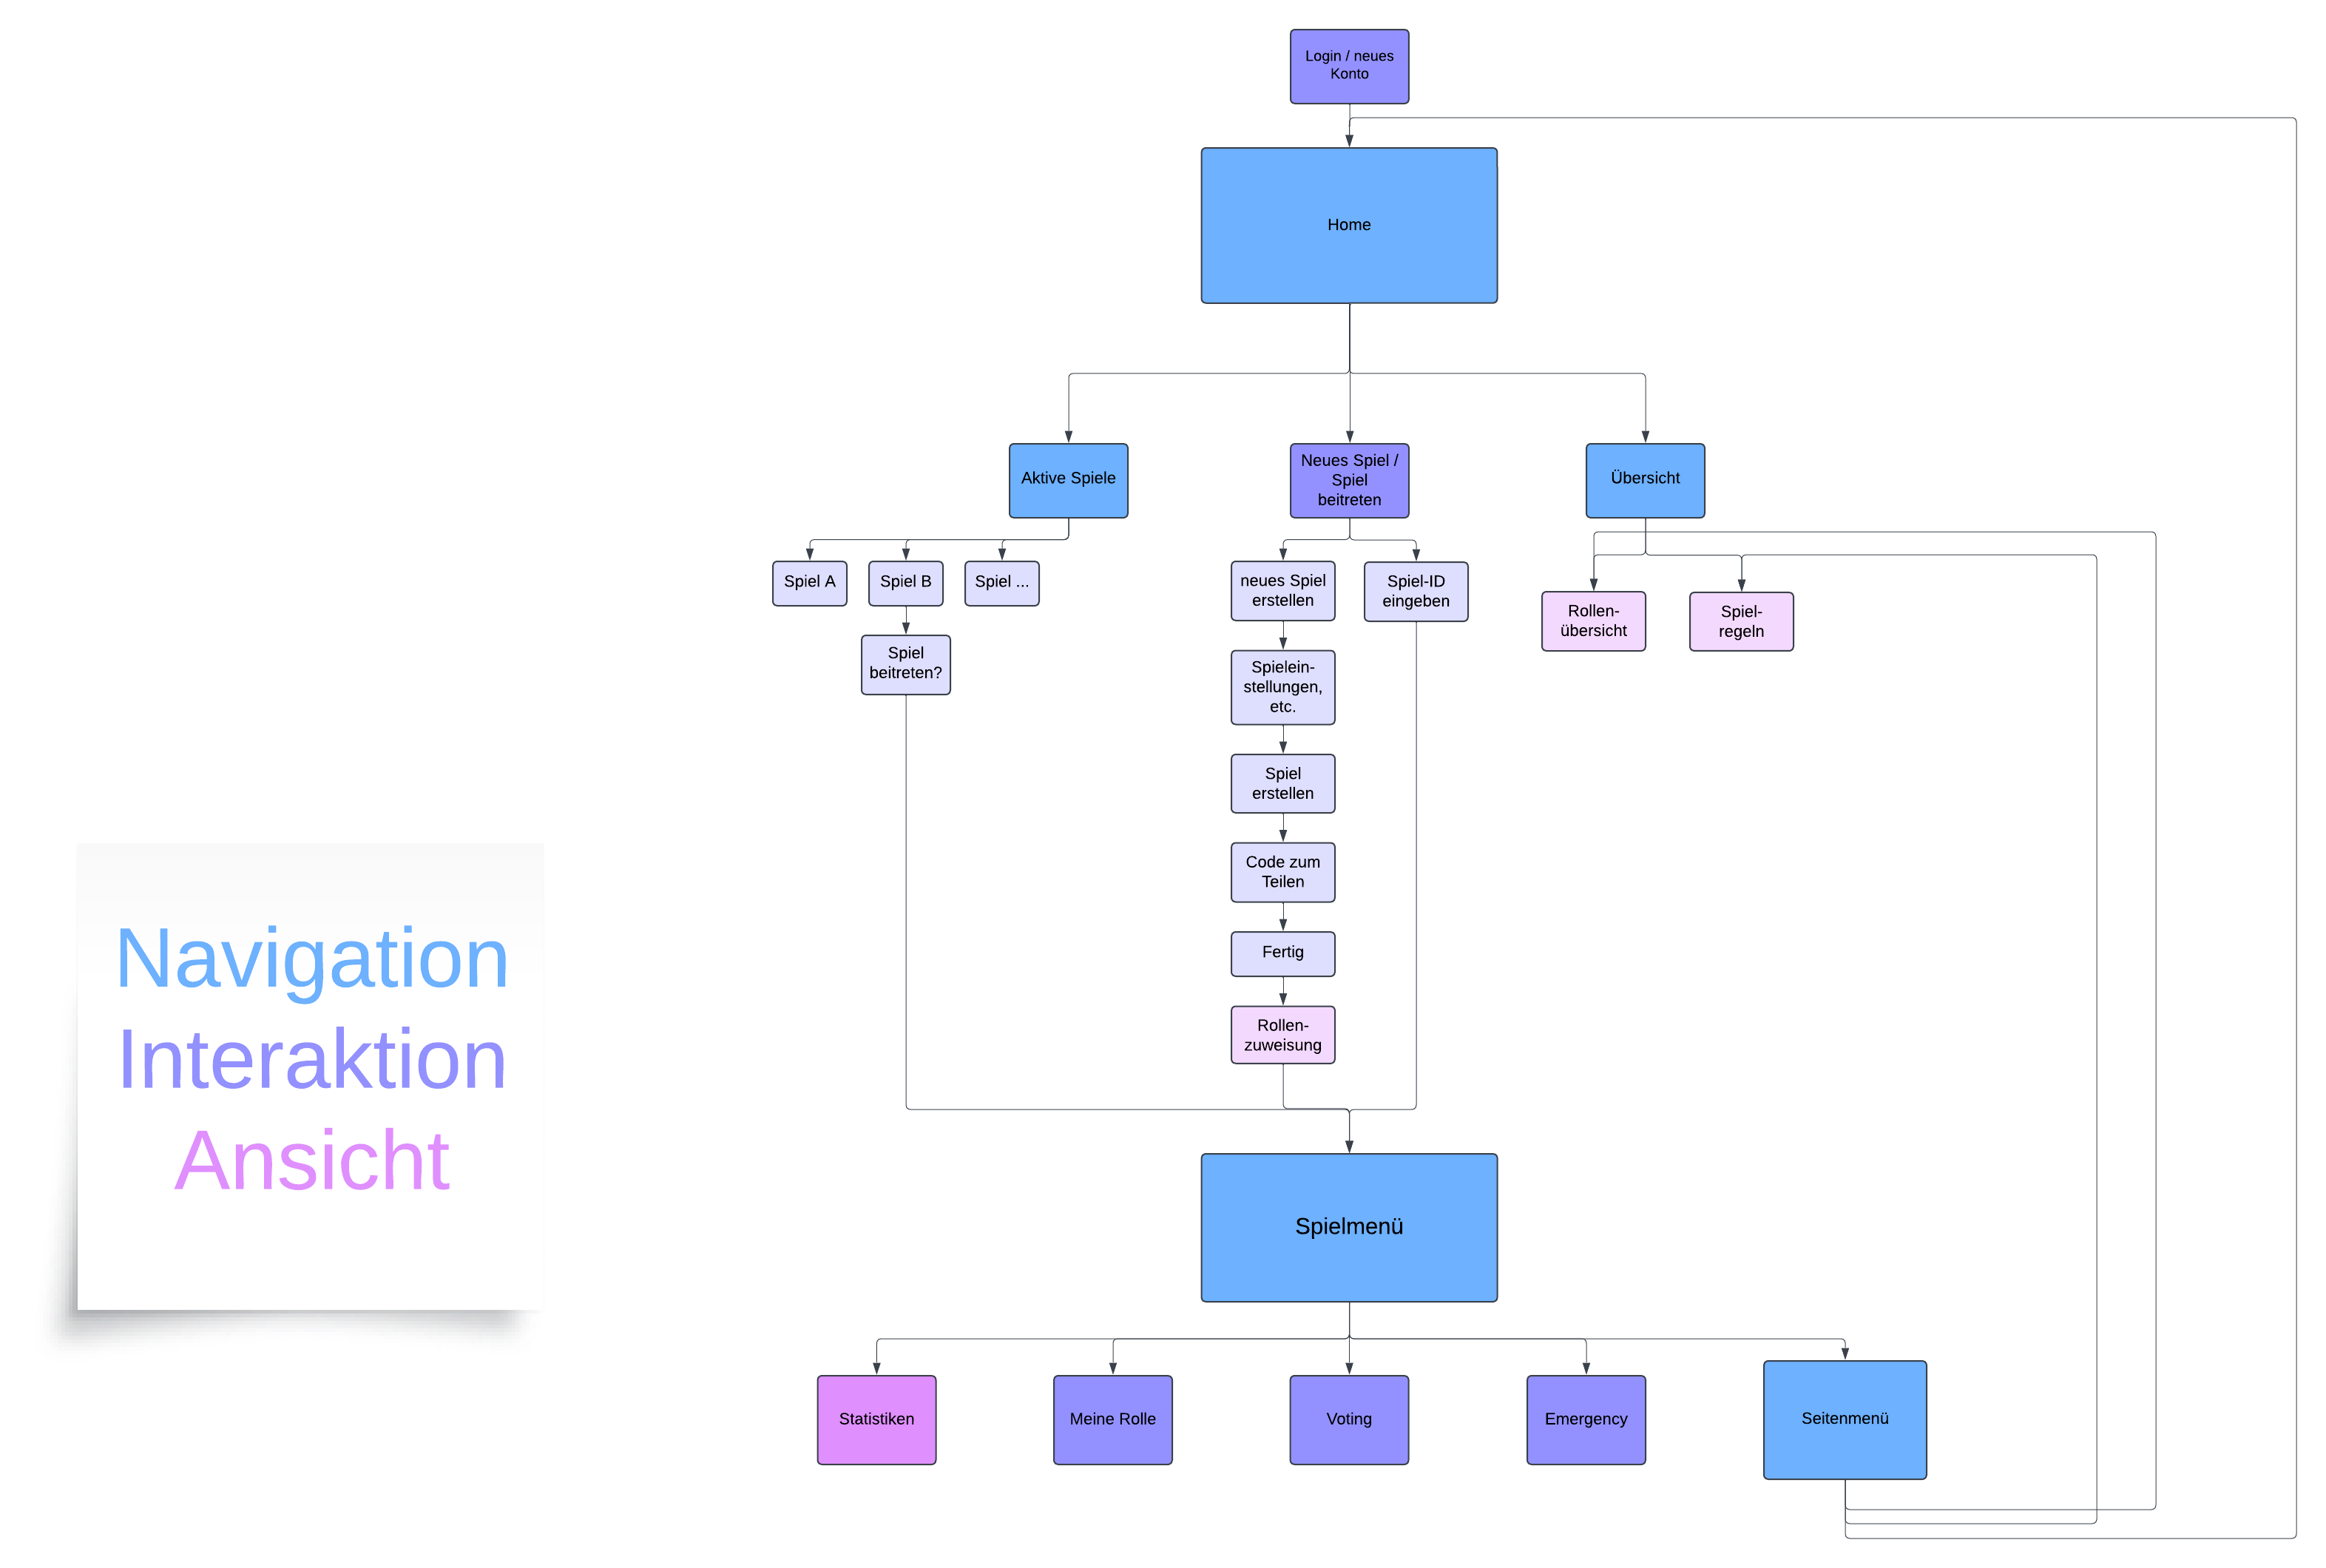 Login / neues
Konto
Home
Aktive Spiele
Neues Spiel /
Spiel
beitreten
Übersicht
Spiel A
Spiel B
Spiel ...
neues Spiel
erstellen
Spiel-ID
eingeben
Rollen-
übersicht
Spiel-
regeln
Spiel
beitreten?
Spielein-
stellungen,
etc.
Spiel
erstellen
Code zum
Teilen
Fertig
Rollen-
zuweisung
Navigation
Interaktion
Ansicht
Spielmenü
Statistiken
Meine Rolle
Voting
Emergency
Seitenmenü